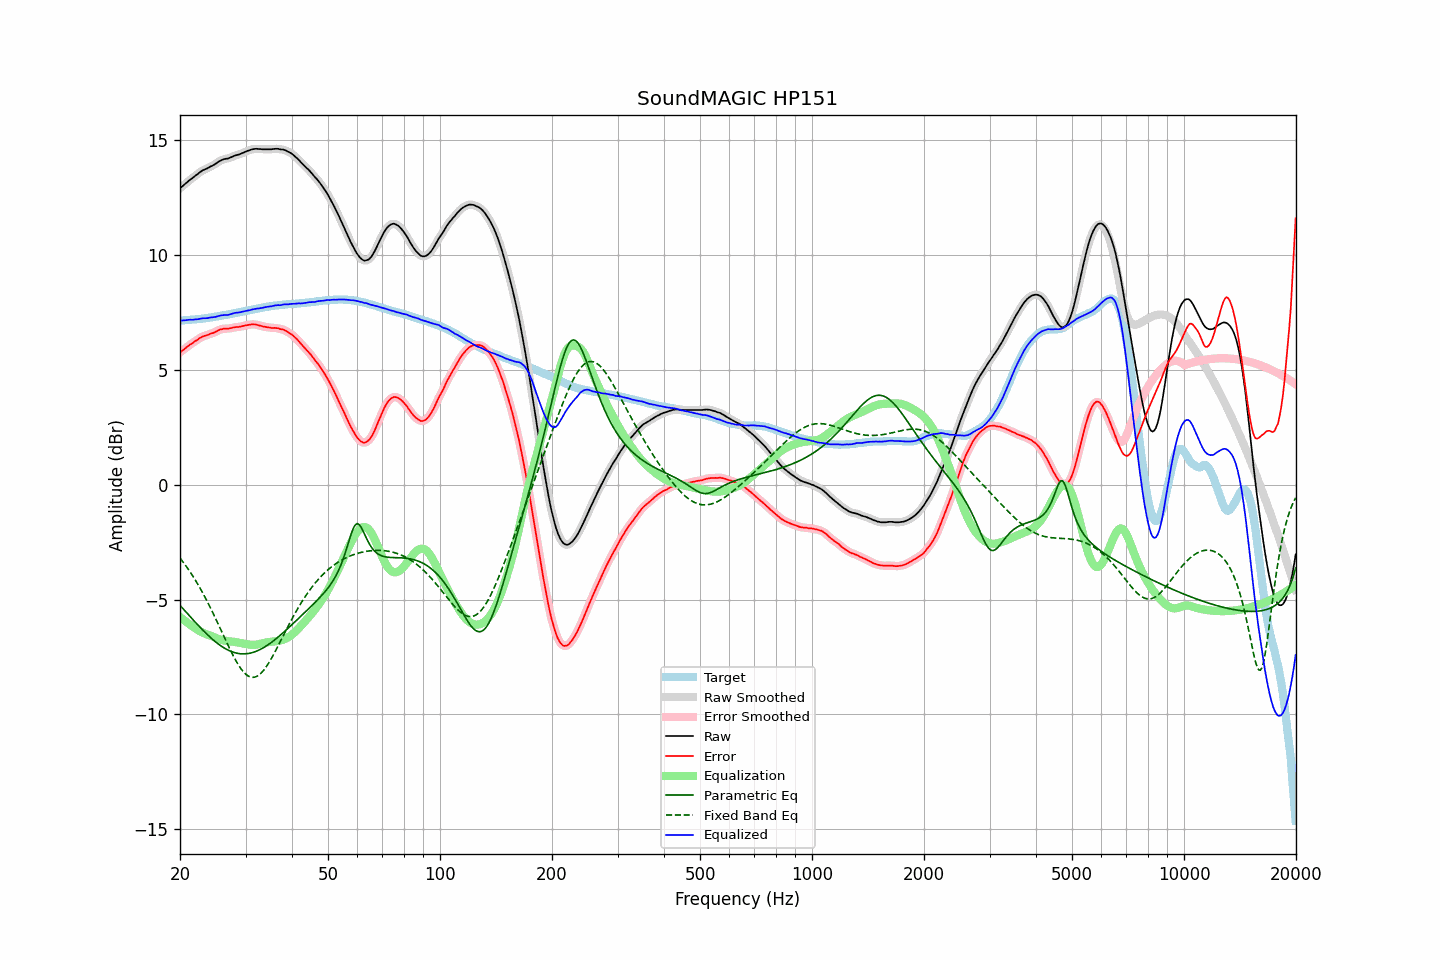 SoundMAGIC HP151
15
10
5
0
−5
−10
−15
Amplitude (dBr)
Target
Raw Smoothed
Error Smoothed
Raw
Error
Equalization
Parametric Eq
Fixed Band Eq
Equalized
20 50 100 200 500 1000 2000 5000 10000 20000
Frequency (Hz)